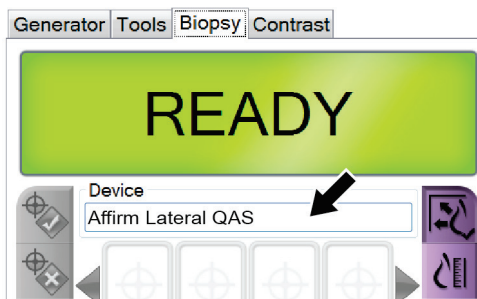 Generator Tools Biopsy Contrast
READY
Device
Affirm Lateral QAS